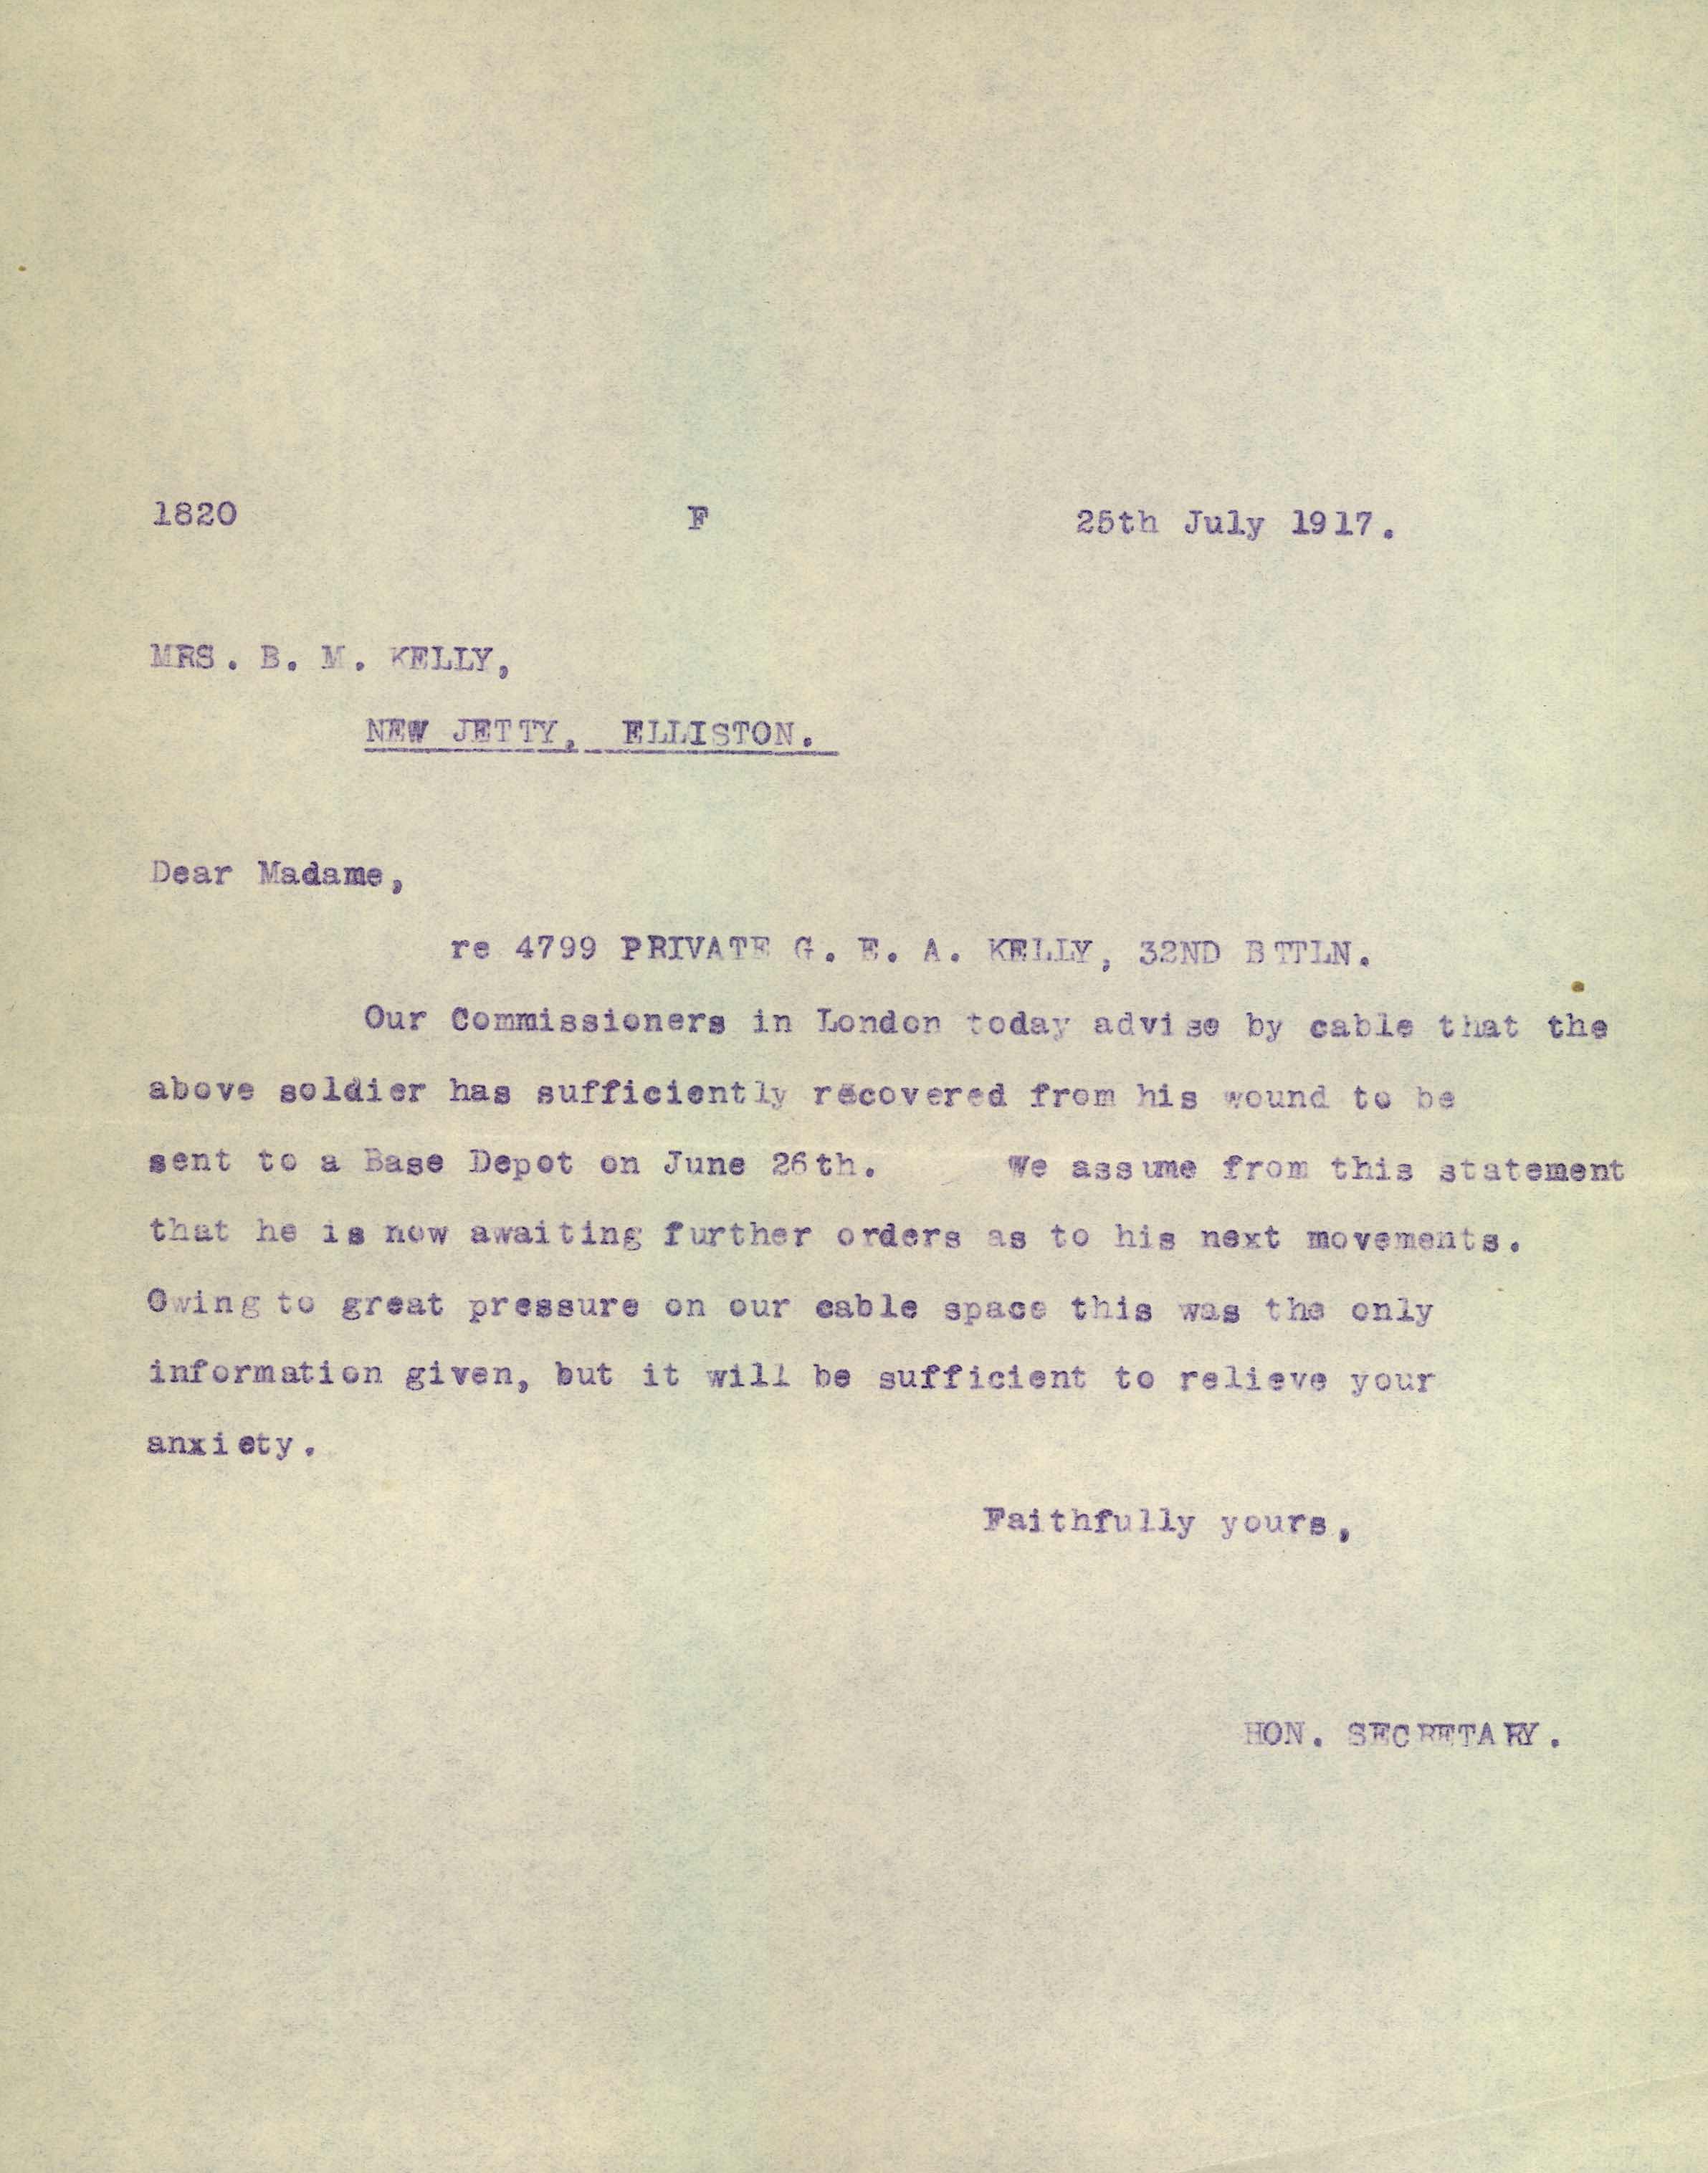 1820 F 25th July 1917.
MRS. B. M. KELLY,
NEW JETTY, ELLISTON.
Dear Madame,
re 4799 PRIVATE G. E. A. KELLY, 32ND BTTLN.
Our Commissioners in London today advise by cable that the
above soldier has sufficiently recovered from his wound to be
sent to a Base Depot on June 26th. We assume from this statement
that he is now awaiting further orders as to his next movements.
Owing to great pressure on our cable space this was the only
information given, but it will be sufficient to relieve your
anxiety.
Faithfully yours,
HON. SECRETARY.